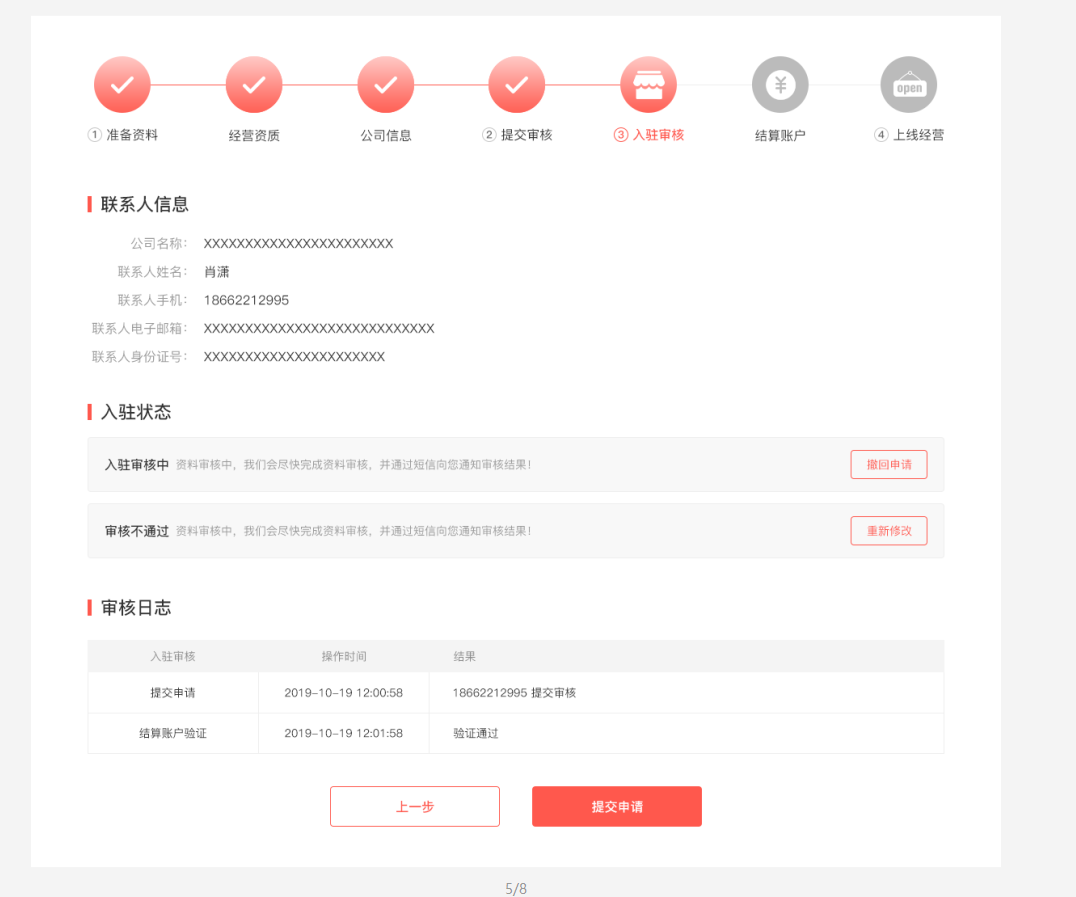 open
① 准备资料 经营资质 公司信息 ② 提交审核 ③ 入驻审核 结算账户 ④ 上线经营
联系人信息
公司名称： XXXXXXXXXXXXXXXXXXXXXXX
联系人姓名： 肖潇
联系人手机： 18662212995
联系人电子邮箱： XXXXXXXXXXXXXXXXXXXXXXXXXXXX
联系人身份证号： XXXXXXXXXXXXXXXXXXXXXX
入驻状态
入驻审核中 资料审核中，我们会尽快完成资料审核，并通过短信向您通知审核结果！ 撤回申请
审核不通过 资料审核中，我们会尽快完成资料审核，并通过短信向您通知审核结果！ 重新修改
审核日志
入驻审核 操作时间 结果
提交申请 2019-10-19 12:00:58 18662212995 提交审核
结算账户验证 2019-10-19 12:01:58 验证通过
上一步 提交申请
5/8